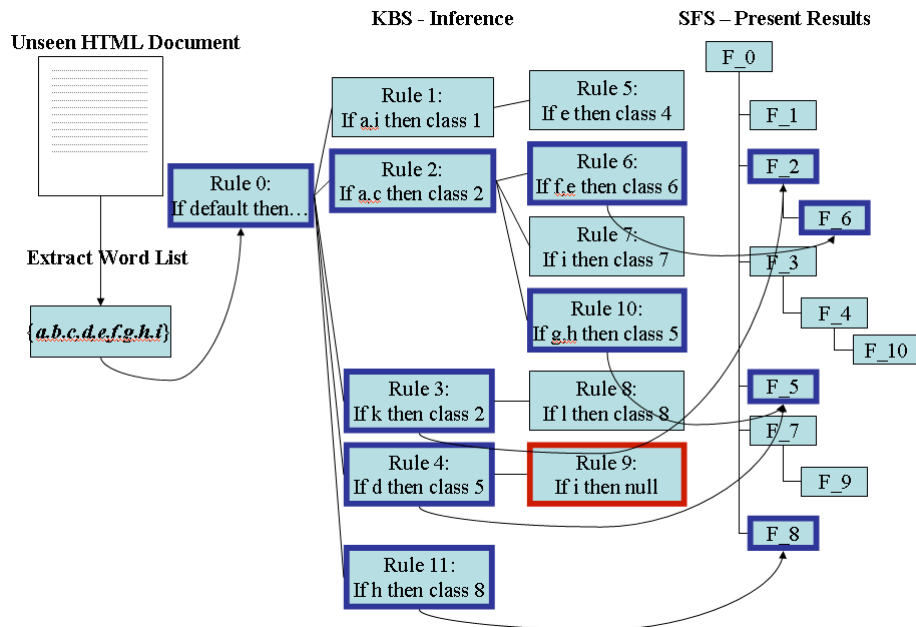 KBS - Inference
SFS – Present Results
Unseen HTML Document
Extract Word List
{a,b,c,d,e,f,g,h,i}
Rule 0:
If default then…
Rule 1:
If a,i then class 1
Rule 2:
If a,c then class 2
Rule 3:
If k then class 2
Rule 4:
If d then class 5
Rule 11:
If h then class 8
Rule 5:
If e then class 4
Rule 6:
If f,e then class 6
Rule 7:
If i then class 7
Rule 10:
If g,h then class 5
Rule 8:
If l then class 8
Rule 9:
If i then null
F_0
F_1
F_2
F_6
F_3
F_4
F_10
F_5
F_7
F_9
F_8